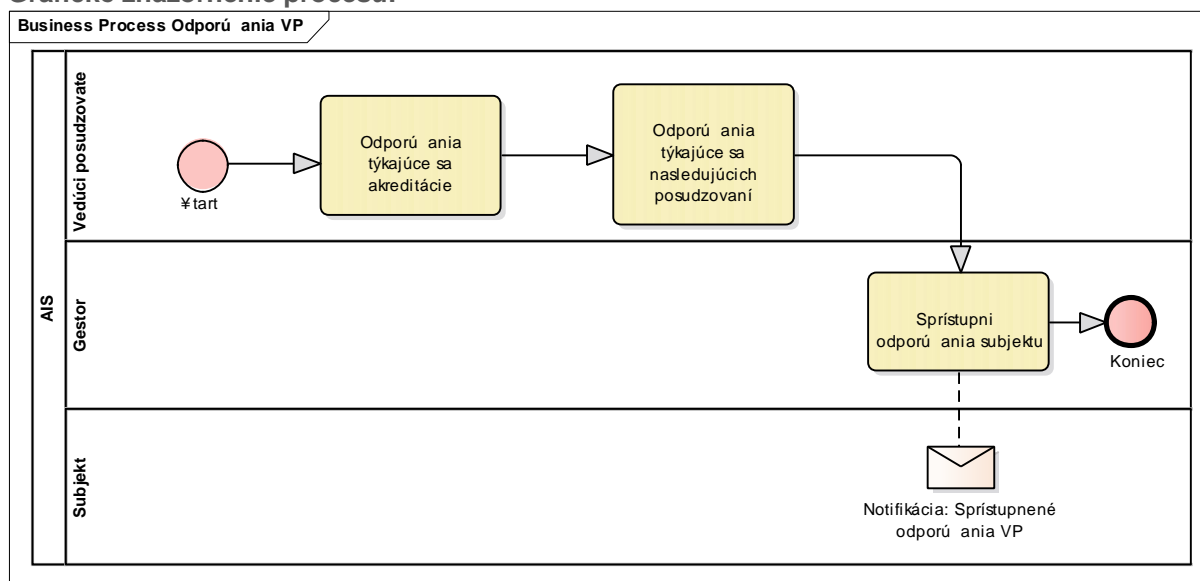 Grafické znázornenie procesu:
Business Process Odporú ania VP
AIS
Vedúci posudzovate
¥tart
Odporú ania
týkajúce sa
akreditácie
Odporú ania
týkajúce sa
nasledujúcich
posudzovaní
Gestor
Sprístupni
odporú ania subjektu
Koniec
Subjekt
Notifikácia: Sprístupnené
odporú ania VP